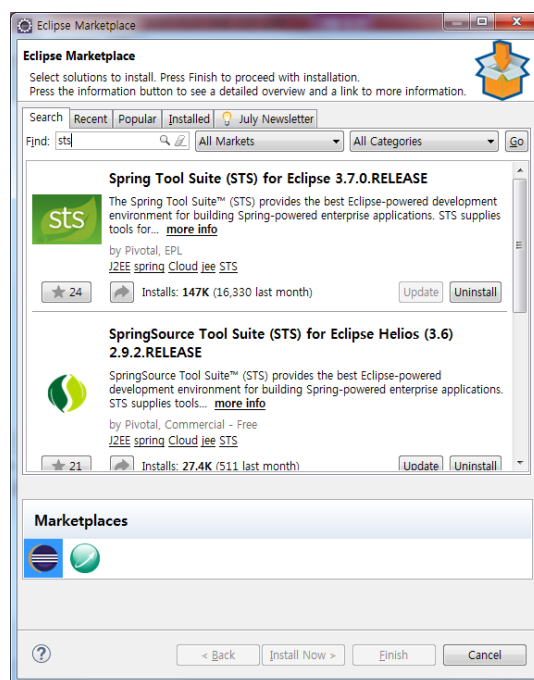 Eclipse Marketplace
Eclipse Marketplace
Select solutions to install. Press Finish to proceed with installation.
Press the information button to see a detailed overview and a link to more information.
Search Recent Popular Installed July Newsletter
Find: sts All Markets All Categories Go
Spring Tool Suite (STS) for Eclipse 3.7.0.RELEASE
sts
The Spring Tool Suite™ (STS) provides the best Eclipse-powered development
environment for building Spring-powered enterprise applications. STS supplies
tools for... more info
by Pivotal, EPL
J2EE spring Cloud jee STS
24 Installs: 147K (16,330 last month) Update Uninstall
SpringSource Tool Suite (STS) for Eclipse Helios (3.6)
2.9.2.RELEASE
SpringSource Tool Suite™ (STS) provides the best Eclipse-powered
development environment for building Spring-powered enterprise applications.
STS supplies tools... more info
by Pivotal, Commercial - Free
J2EE spring Cloud jee STS
21 Installs: 27.4K (511 last month) Update Uninstall
Marketplaces
? < Back Install Now > Finish Cancel